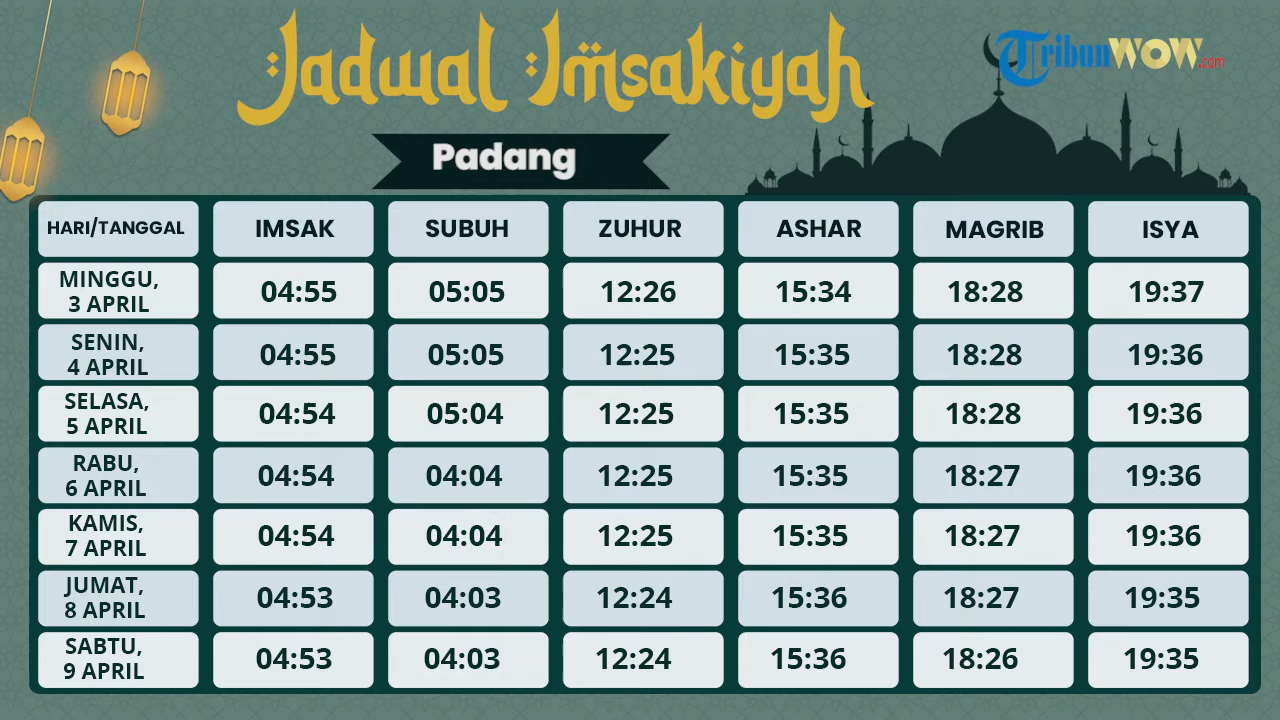 Jadwal Imsakiyah
TribunWOW.com
Padang
HARI/TANGGAL IMSAK SUBUH ZUHUR ASHAR MAGRIB ISYA
MINGGU,
3 APRIL 04:55 05:05 12:26 15:34 18:28 19:37
SENIN,
4 APRIL 04:55 05:05 12:25 15:35 18:28 19:36
SELASA,
5 APRIL 04:54 05:04 12:25 15:35 18:28 19:36
RABU,
6 APRIL 04:54 04:04 12:25 15:35 18:27 19:36
KAMIS,
7 APRIL 04:54 04:04 12:25 15:35 18:27 19:36
JUMAT,
8 APRIL 04:53 04:03 12:24 15:36 18:27 19:35
SABTU,
9 APRIL 04:53 04:03 12:24 15:36 18:26 19:35